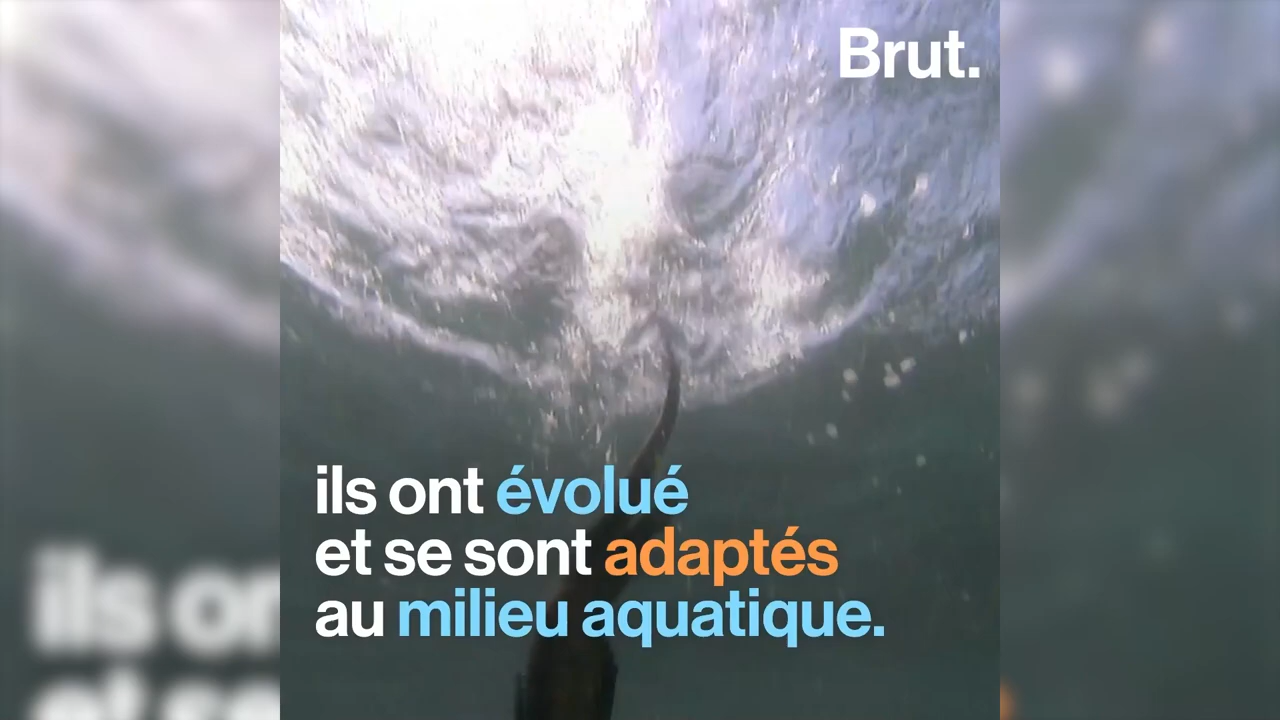 Brut.
ils ont évolué
et se sont adaptés
au milieu aquatique.